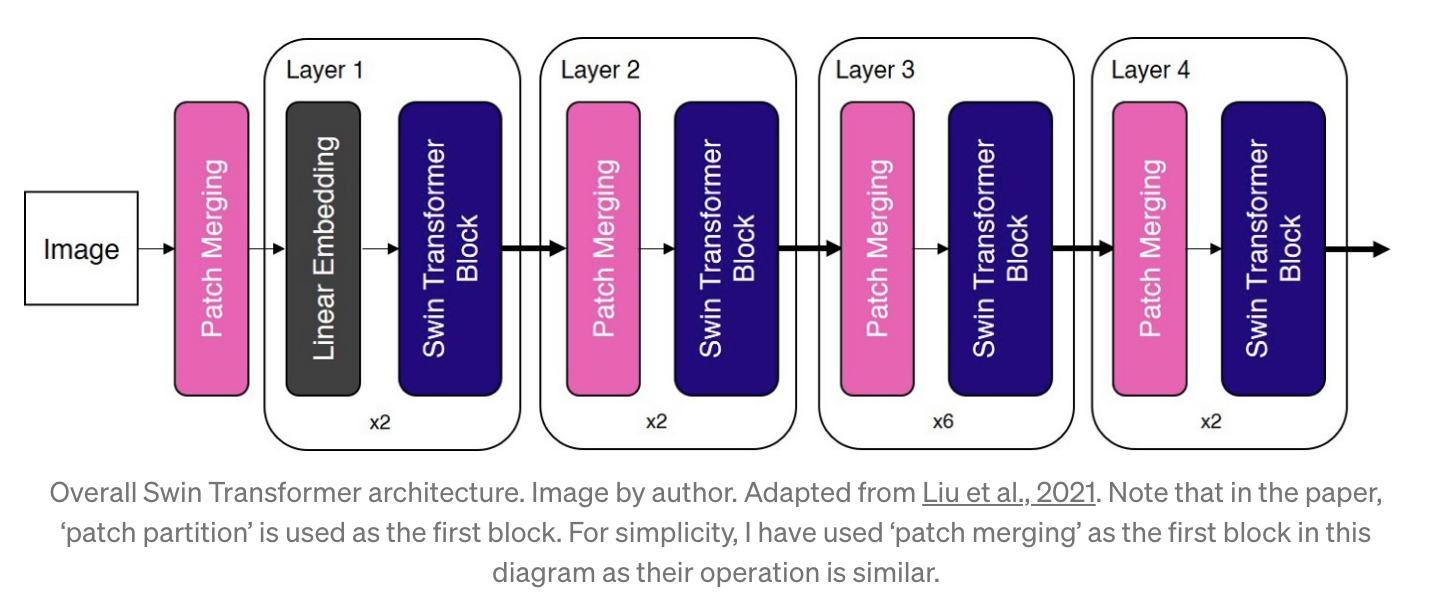 Layer 1
Layer 2
Layer 3
Layer 4
Image
Patch Merging
Linear Embedding
Swin Transformer
Block
Patch Merging
Swin Transformer
Block
Patch Merging
Swin Transformer
Block
Patch Merging
Swin Transformer
Block
x2
x2
x6
x2
Overall Swin Transformer architecture. Image by author. Adapted from Liu et al., 2021. Note that in the paper,
‘patch partition’ is used as the first block. For simplicity, I have used ‘patch merging’ as the first block in this
diagram as their operation is similar.